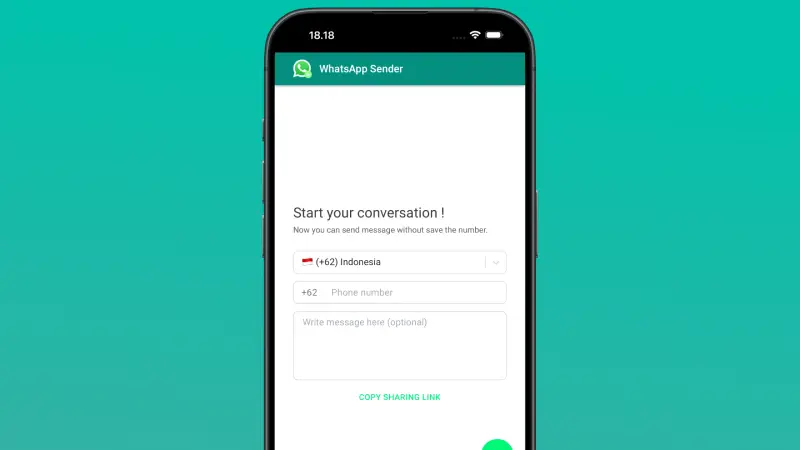 18.18
WhatsApp Sender
Start your conversation !
Now you can send message without save the number.
(+62) Indonesia
+62 Phone number
Write message here (optional)
COPY SHARING LINK